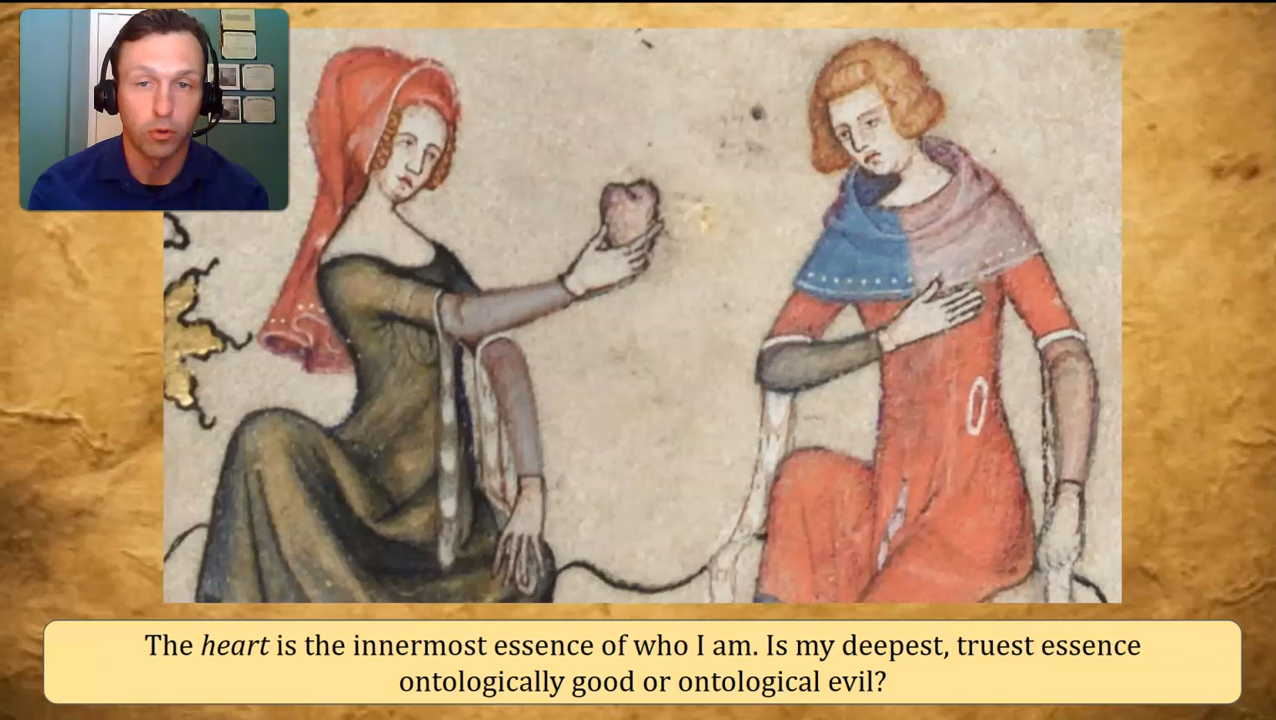 The heart is the innermost essence of who I am. Is my deepest, truest essence
ontologically good or ontological evil?